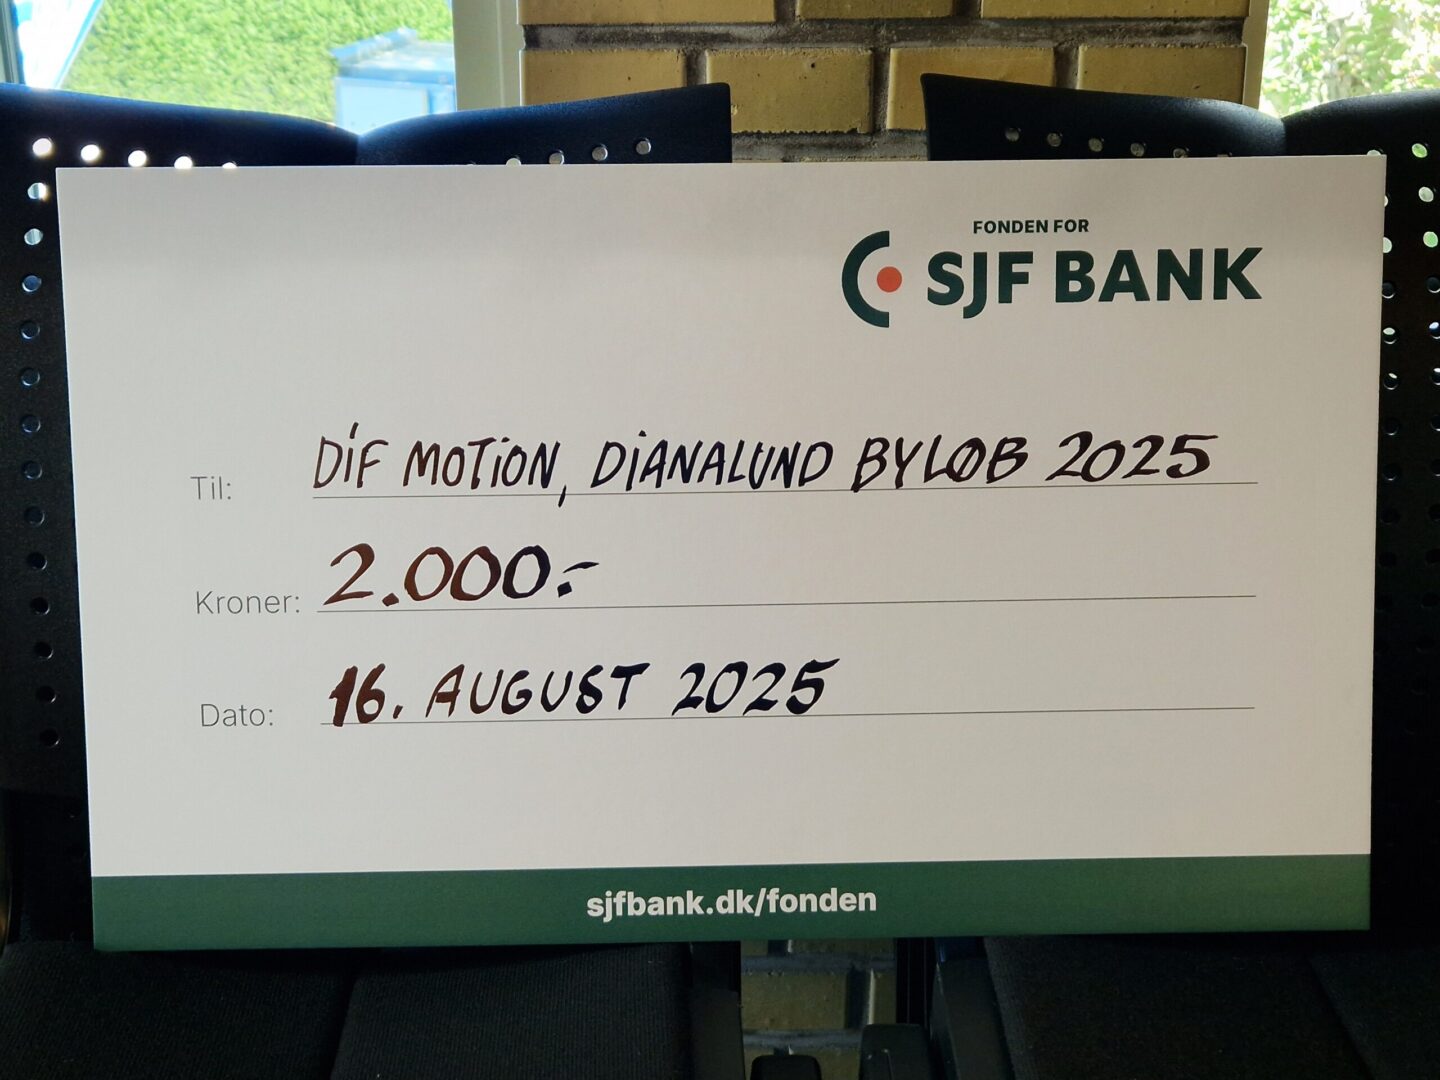 FONDEN FOR
SJF BANK
Til: DIF MOTION, DIANALUND BYLØB 2025
Kroner: 2.000.-
Dato: 16. AUGUST 2025
sjfbank.dk/fonden